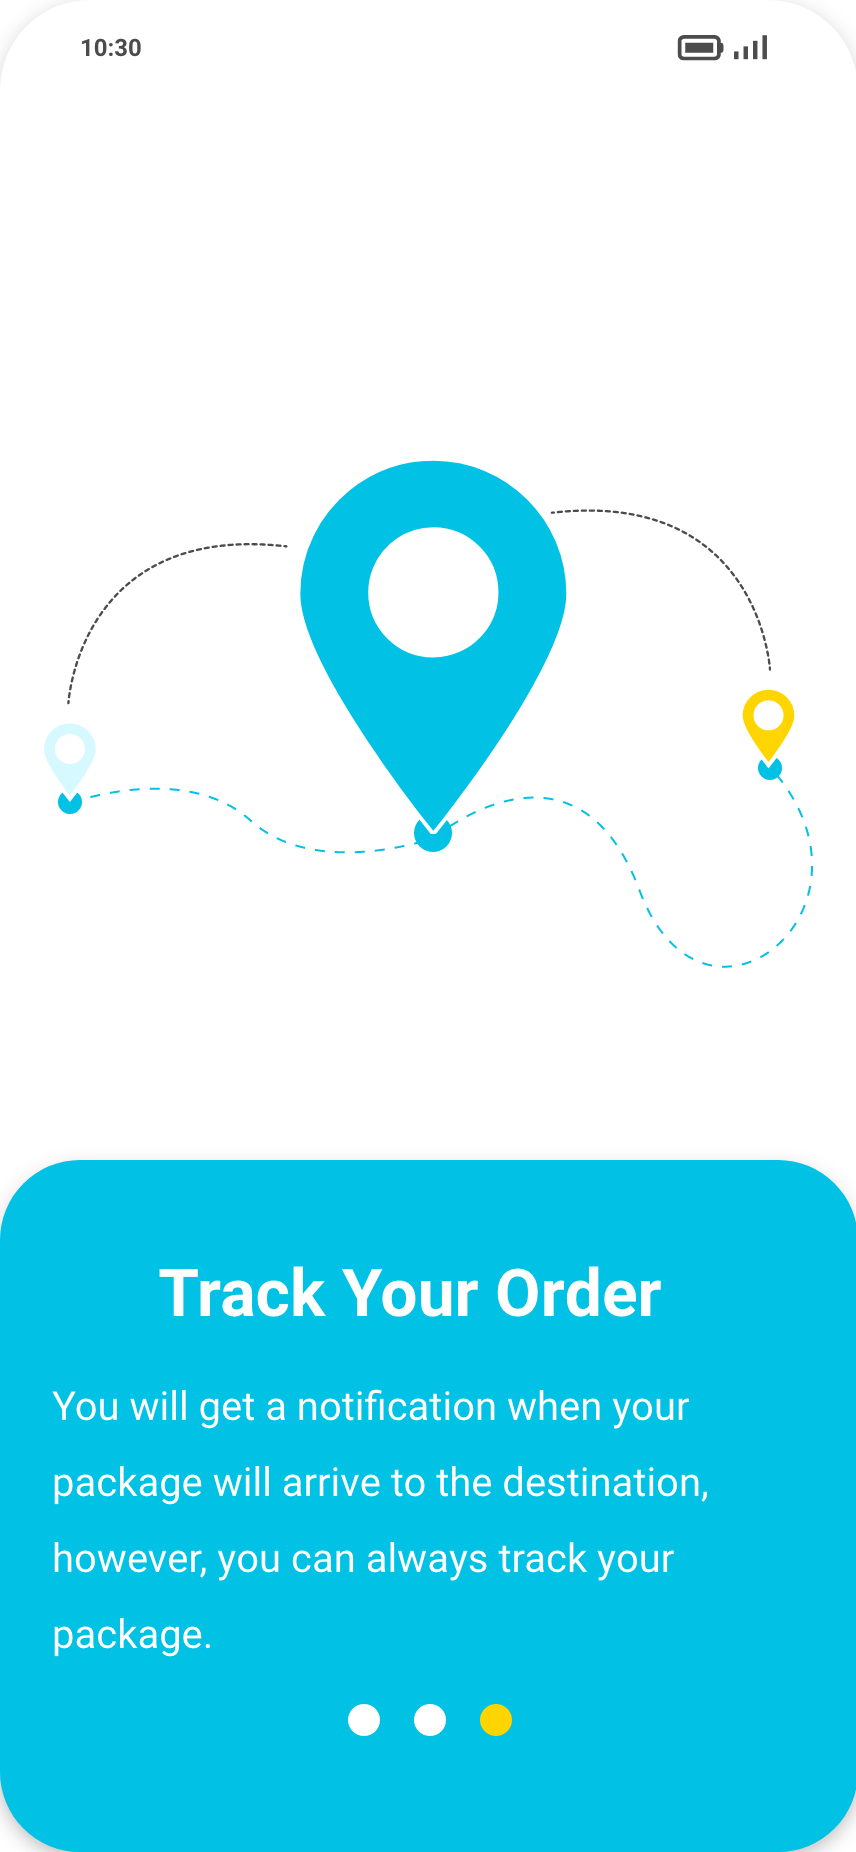 10:30
Track Your Order
You will get a notification when your
package will arrive to the destination,
however, you can always track your
package.